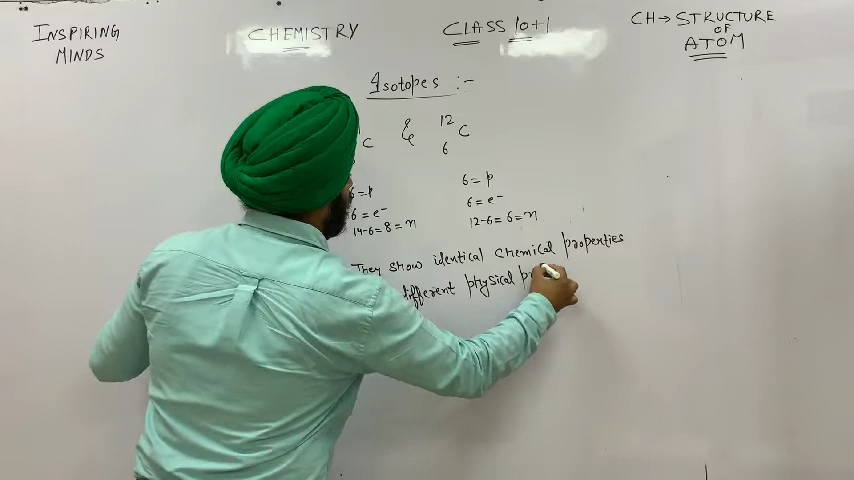 INSPIRING MINDS
CHEMISTRY
CLASS 10+1
CH→ STRUCTURE OF ATOM
Isotopes :-
C & 12 6 C
6=p
6=e-
14-6=8=n
6=p
6=e-
12-6=6=n
They show identical chemical properties
different physical